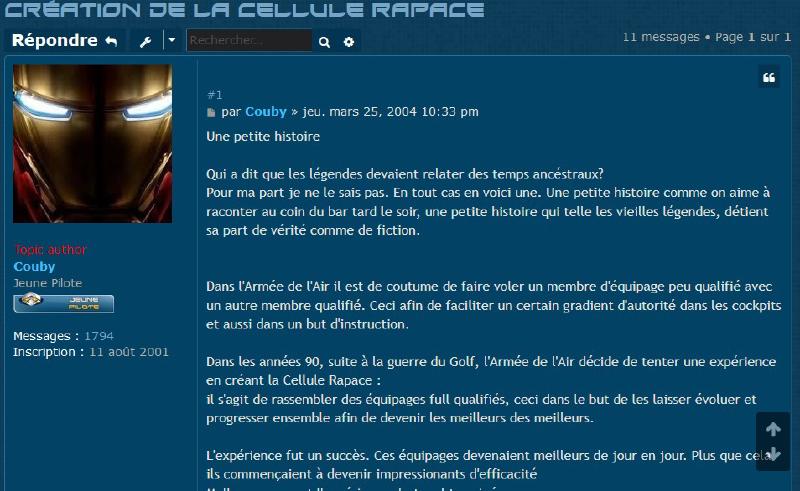 CRÉATION DE LA CELLULE RAPACE
Répondre
Rechercher…
11 messages • Page 1 sur 1
#1
par Couby » jeu. mars 25, 2004 10:33 pm
Une petite histoire
Qui a dit que les légendes devaient relater des temps ancéstraux?
Pour ma part je ne le sais pas. En tout cas en voici une. Une petite histoire comme on aime à
raconter au coin du bar tard le soir, une petite histoire qui telle les vieilles légendes, détient
sa part de vérité comme de fiction.
Topic author
Couby
Jeune Pilote
JEUNE
PILOTE
Messages : 1794
Inscription : 11 août 2001
Dans l'Armée de l'Air il est de coutume de faire voler un membre d'équipage peu qualifié avec
un autre membre qualifié. Ceci afin de faciliter un certain gradient d'autorité dans les cockpits
et aussi dans un but d'instruction.
Dans les années 90, suite à la guerre du Golf, l'Armée de l'Air décide de tenter une expérience
en créant la Cellule Rapace :
il s'agit de rassembler des équipages full qualifiés, ceci dans le but de les laisser évoluer et
progresser ensemble afin de devenir les meilleurs des meilleurs.
L'expérience fut un succès. Ces équipages devenaient meilleurs de jour en jour. Plus que cela
ils commençaient à devenir impressionants d'efficacité